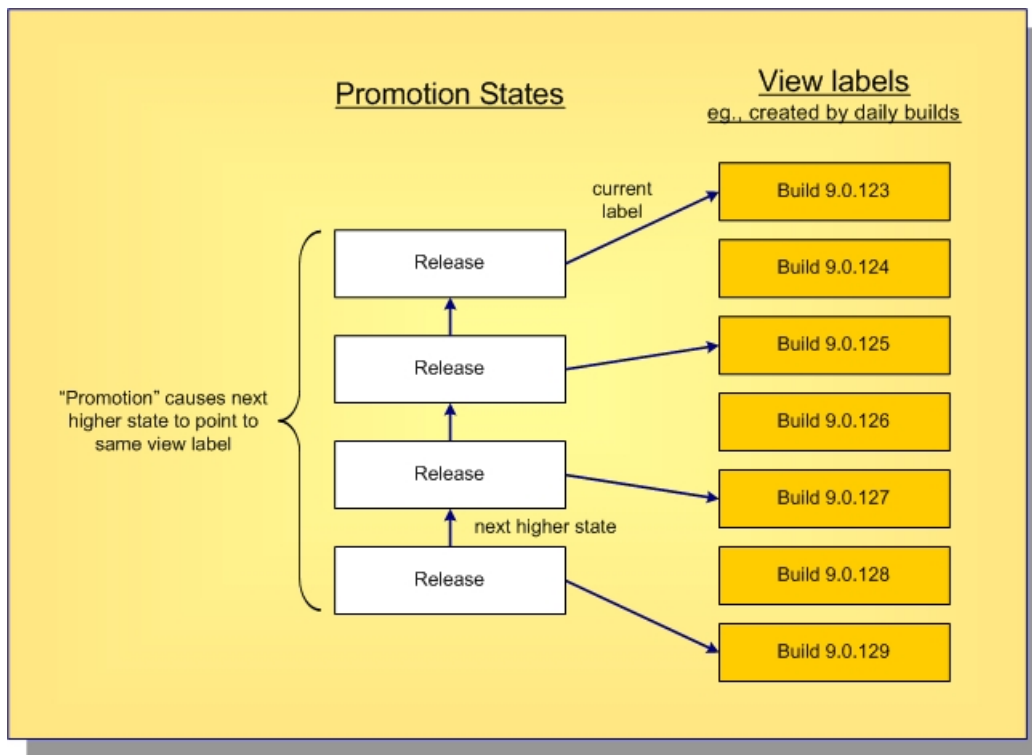 Promotion States
View labels
eg., created by daily builds
current
label
Release
Release
Release
Release
next higher state
“Promotion” causes next
higher state to point to
same view label
Build 9.0.123
Build 9.0.124
Build 9.0.125
Build 9.0.126
Build 9.0.127
Build 9.0.128
Build 9.0.129